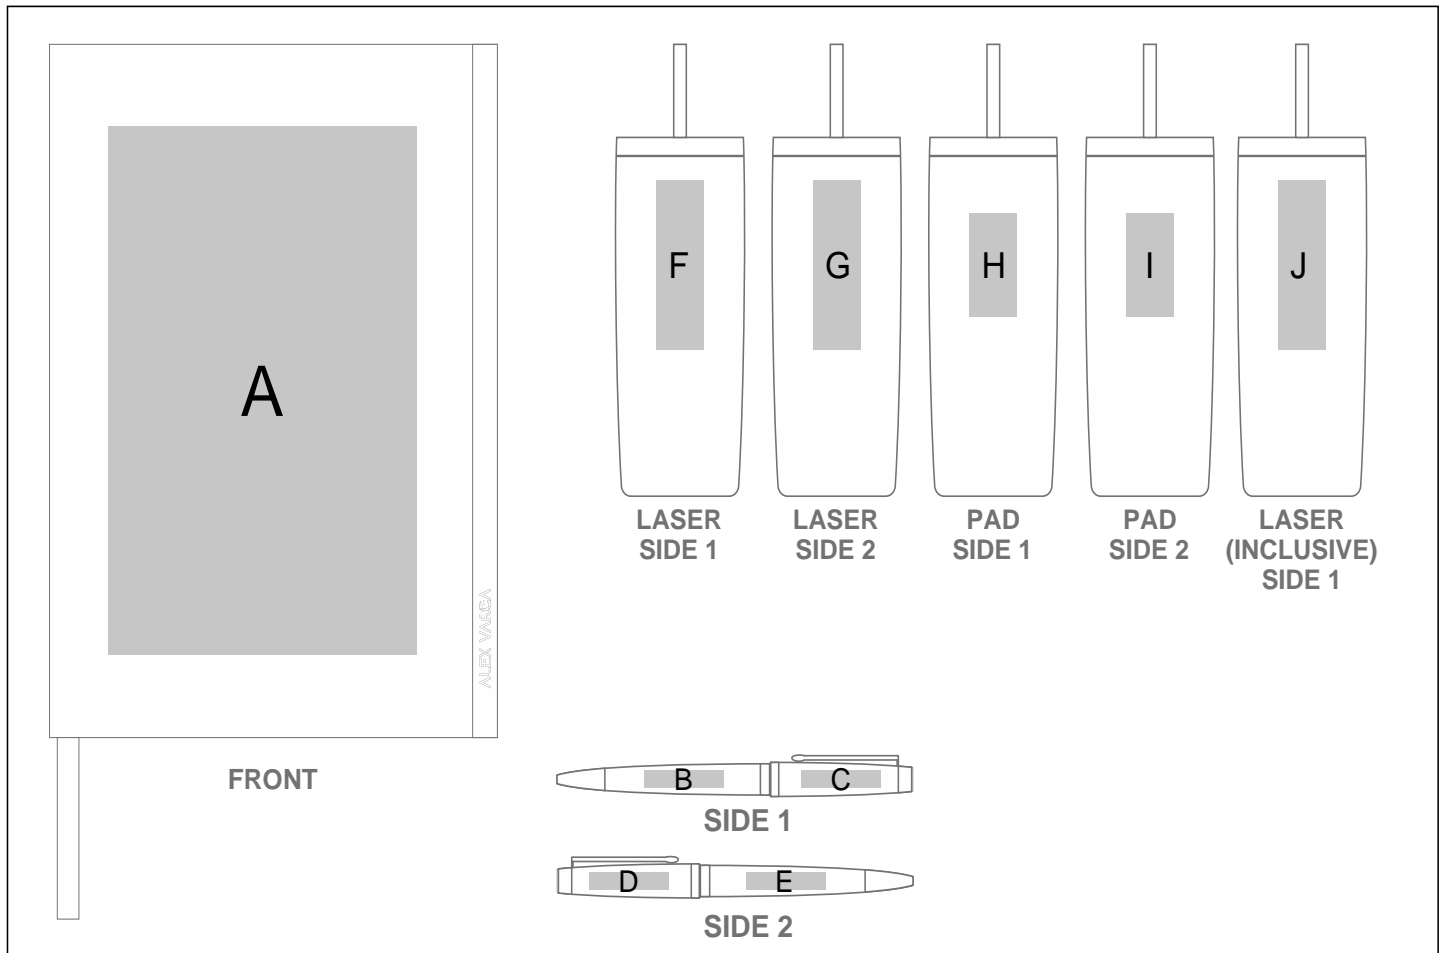 A
FRONT
ALEX VARGA
F
G
H
I
J
LASER
SIDE 1
LASER
SIDE 2
PAD
SIDE 1
PAD
SIDE 2
LASER
(INCLUSIVE)
SIDE 1
B
C
SIDE 1
D
E
SIDE 2